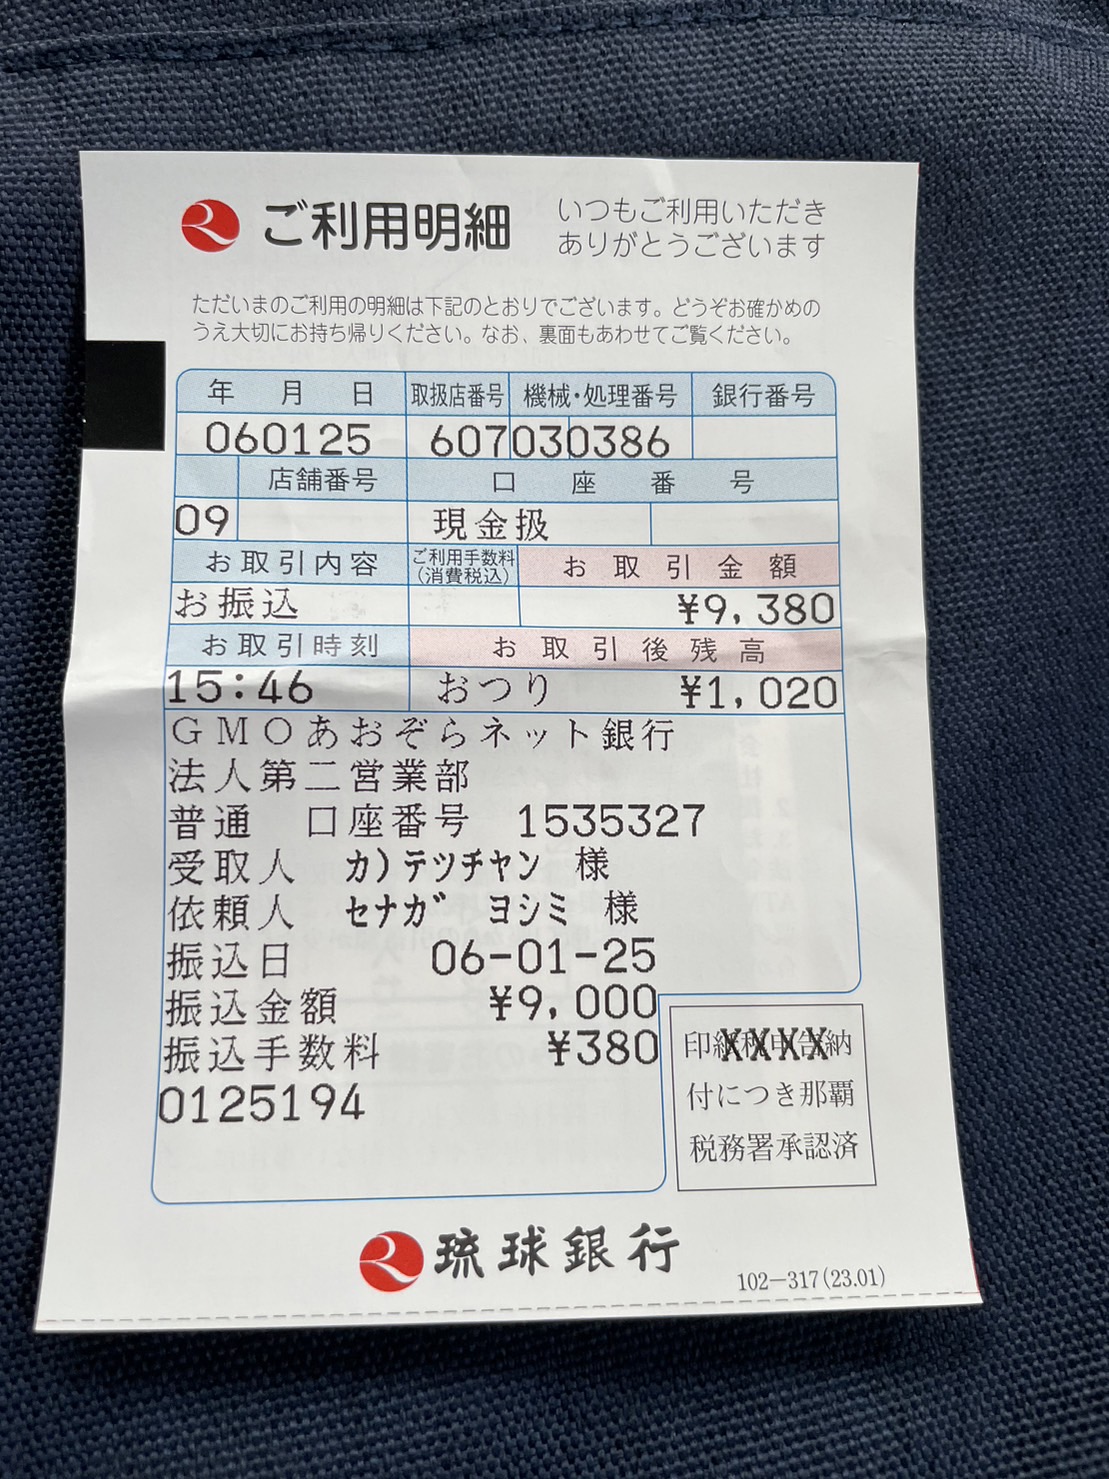 ご利用明細
いつもご利用いただき
ありがとうございます
ただいまのご利用の明細は下記のとおりでございます。どうぞお確かめの
うえ大切にお持ち帰りください。なお、裏面もあわせてご覧ください。
年 月 日 取扱店番号 機械・処理番号 銀行番号
060125 607 030 0386
店舗番号 口座番号
09 現金扱
お取引内容 ご利用手数料(消費税込) お取引金額
お振込 ¥9,380
お取引時刻 お取引後残高
15:46 おつり ¥1,020
GMOあおぞらネット銀行
法人第二営業部
普通 口座番号 1535327
受取人 カ)テツチヤン 様
依頼人 セナガ ヨシミ 様
振込日 06-01-25
振込金額 ¥9,000
振込手数料 ¥380
0125194
印紙税申告納 XXXX
付につき那覇
税務署承認済
琉球銀行
102-317(23.01)